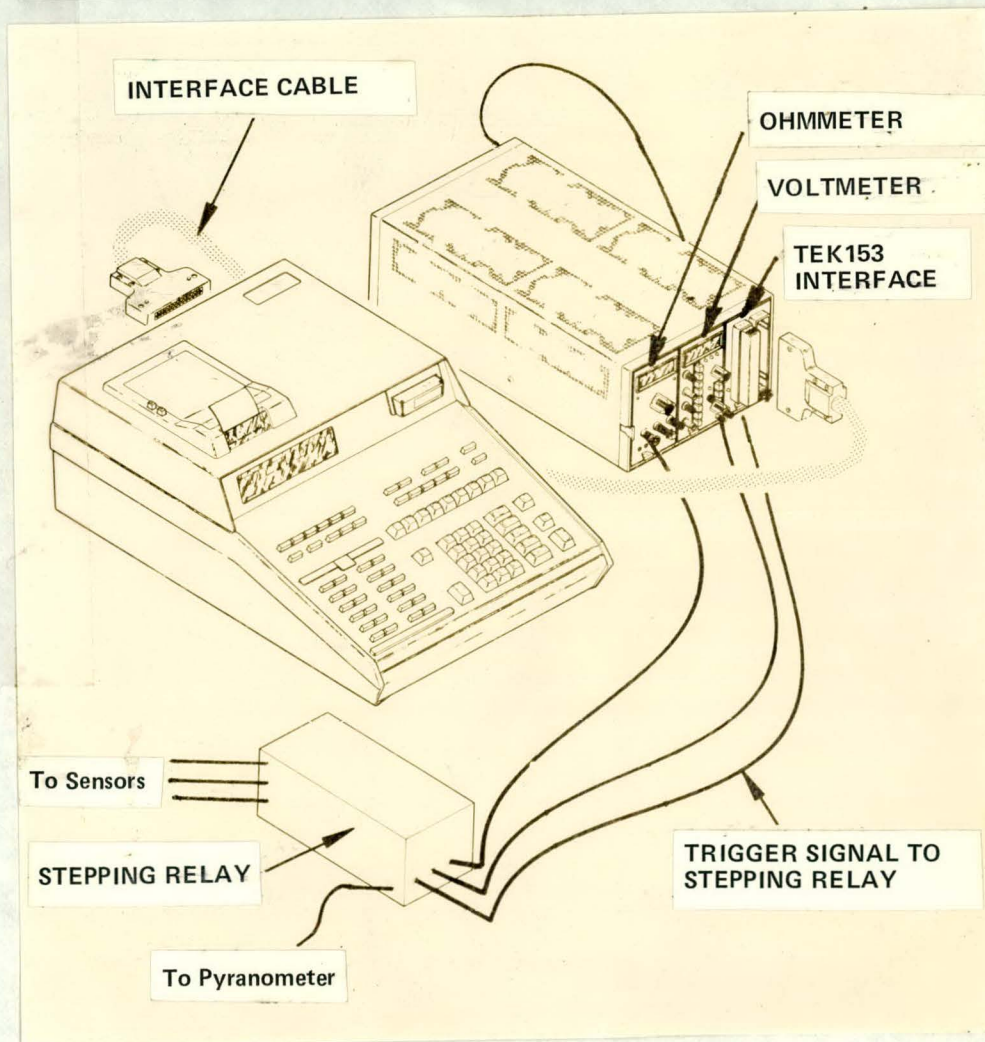 INTERFACE CABLE
OHMMETER
VOLTMETER
TEK153
INTERFACE
To Sensors
STEPPING RELAY
TRIGGER SIGNAL TO
STEPPING RELAY
To Pyranometer